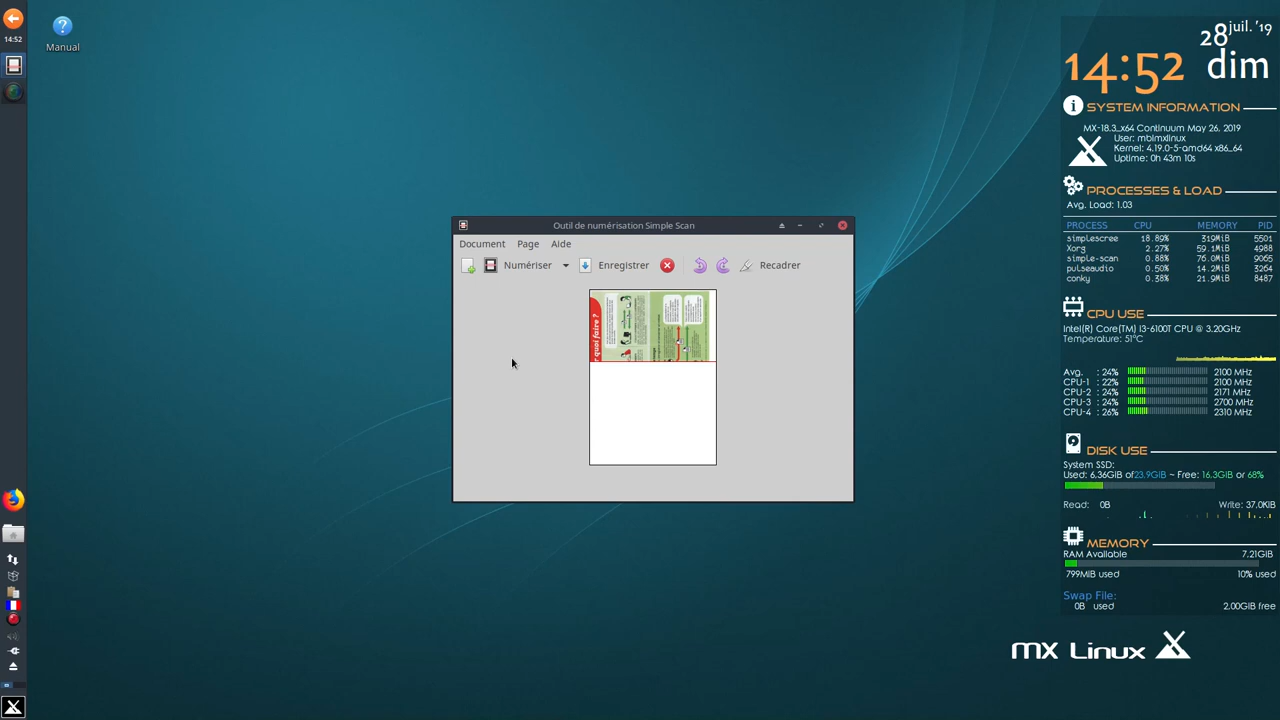 14:52
Manual
28
juil. '19
14:52
dim
i SYSTEM INFORMATION
MX-18.3_x64 Continuum May 26, 2019
User: mblmxlinux
Kernel: 4.19.0-5-amd64 x86_64
Uptime: 0h 43m 10s
PROCESSES & LOAD
Avg. Load: 1.03
PROCESS CPU MEMORY PID
simplescree 18.89% 319MiB 5501
Xorg 2.27% 59.1MiB 4988
simple-scan 0.88% 76.0MiB 9065
pulseaudio 0.50% 14.2MiB 3264
conky 0.38% 21.9MiB 8487
CPU USE
Intel(R) Core(TM) i3-6100T CPU @ 3.20GHz
Temperature: 51°C
Avg. : 24% 2100 MHz
CPU-1 : 22% 2100 MHz
CPU-2 : 24% 2171 MHz
CPU-3 : 24% 2700 MHz
CPU-4 : 26% 2310 MHz
DISK USE
System SSD:
Used: 6.36GiB of23.9GiB ~ Free: 16.3GiB or 68%
Read: 0B Write: 37.0KiB
MEMORY
RAM Available 7.21GiB
799MiB used 10% used
Swap File:
0B used 2.00GiB free
mx Linux
Outil de numérisation Simple Scan
Document Page Aide
Numériser Enregistrer Recadrer
quoi faire ?